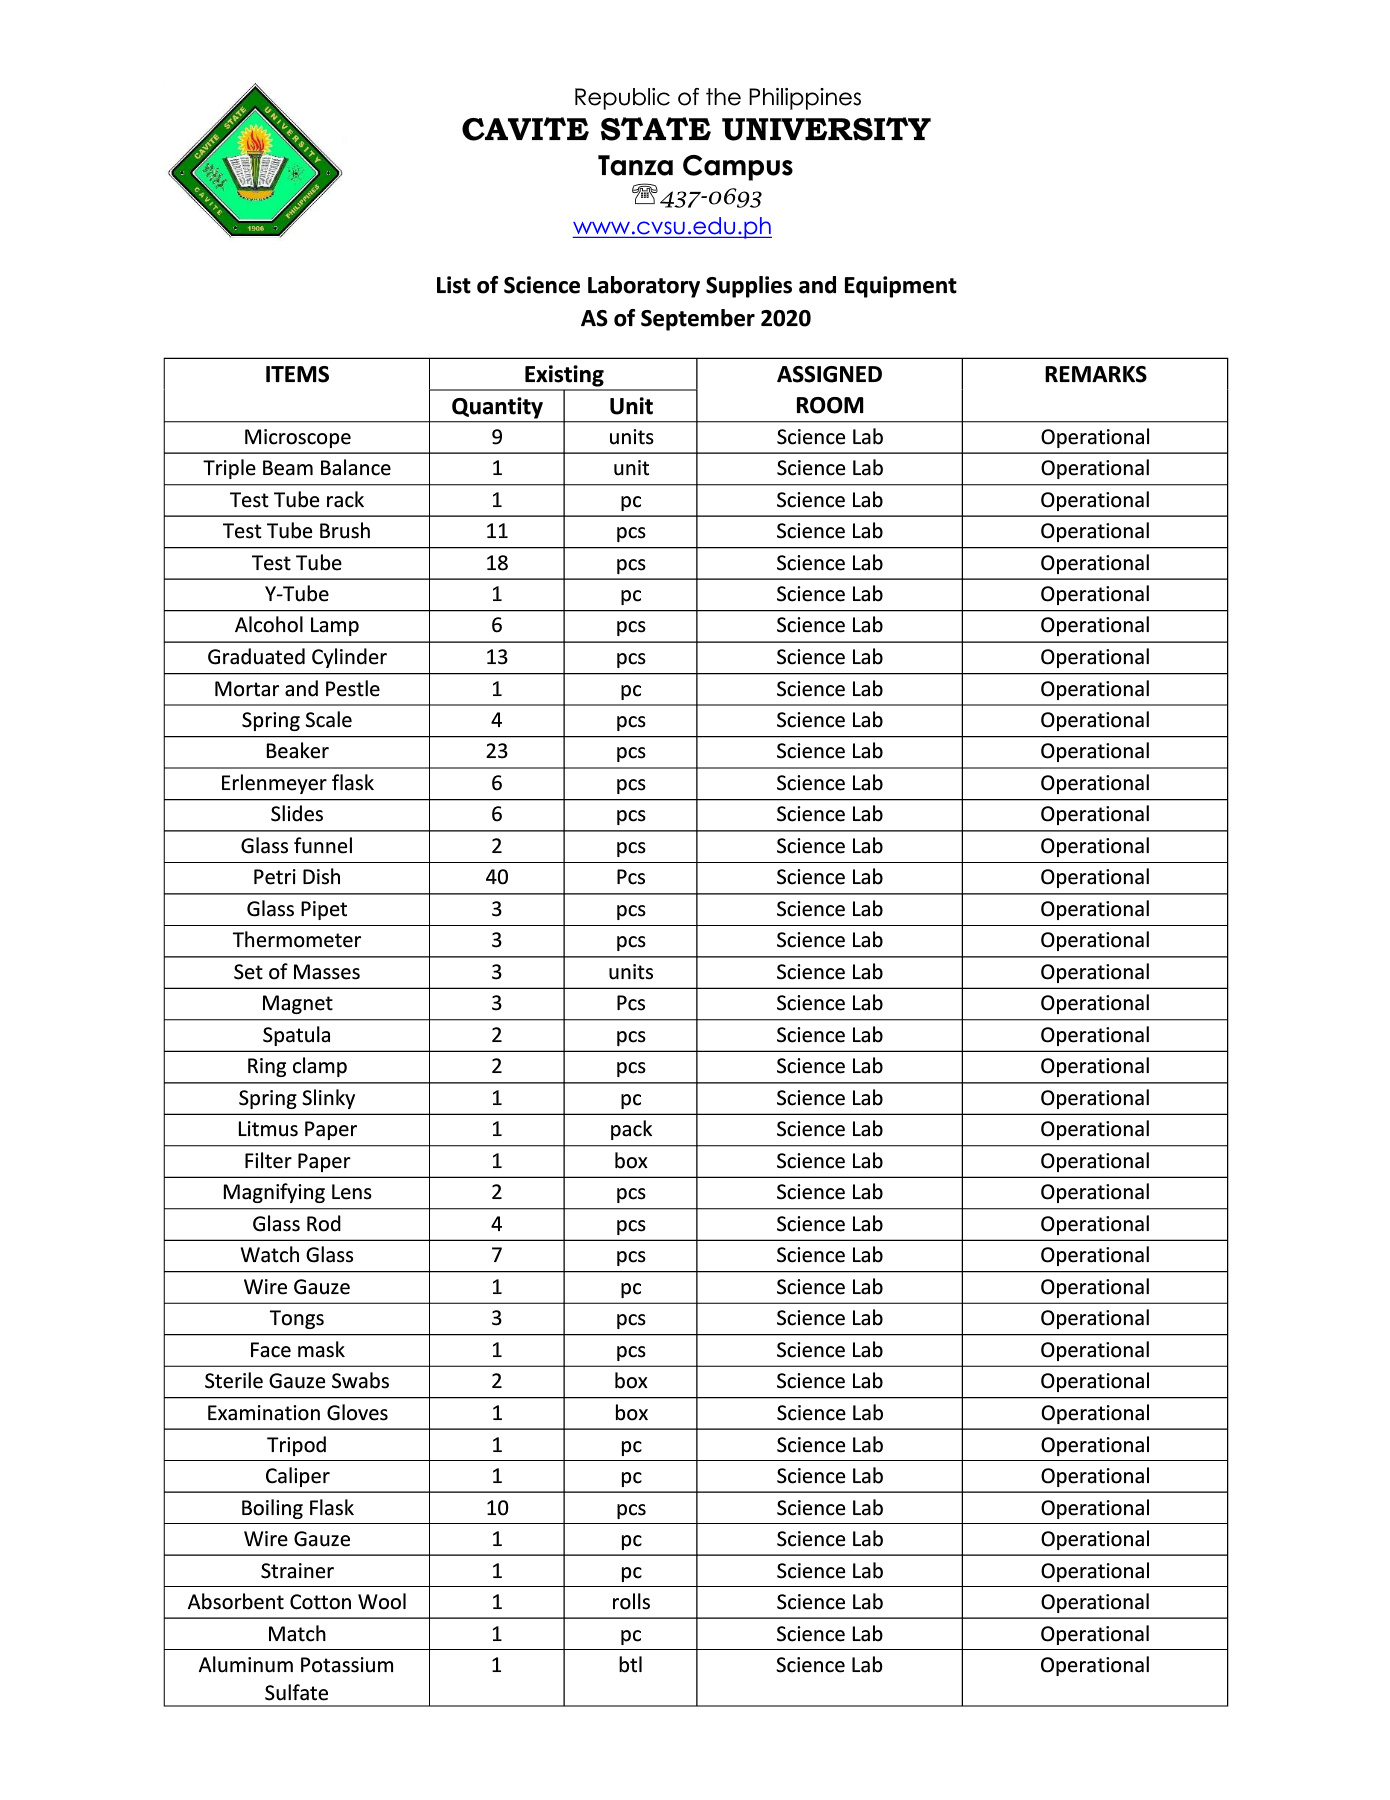 CAVITE STATE UNIVERSITY
CAVITE PHILIPPINES
1906
Republic of the Philippines
CAVITE STATE UNIVERSITY
Tanza Campus
☏437-0693
www.cvsu.edu.ph
List of Science Laboratory Supplies and Equipment
AS of September 2020
ITEMS Existing ASSIGNED REMARKS
Quantity Unit ROOM
Microscope 9 units Science Lab Operational
Triple Beam Balance 1 unit Science Lab Operational
Test Tube rack 1 pc Science Lab Operational
Test Tube Brush 11 pcs Science Lab Operational
Test Tube 18 pcs Science Lab Operational
Y-Tube 1 pc Science Lab Operational
Alcohol Lamp 6 pcs Science Lab Operational
Graduated Cylinder 13 pcs Science Lab Operational
Mortar and Pestle 1 pc Science Lab Operational
Spring Scale 4 pcs Science Lab Operational
Beaker 23 pcs Science Lab Operational
Erlenmeyer flask 6 pcs Science Lab Operational
Slides 6 pcs Science Lab Operational
Glass funnel 2 pcs Science Lab Operational
Petri Dish 40 Pcs Science Lab Operational
Glass Pipet 3 pcs Science Lab Operational
Thermometer 3 pcs Science Lab Operational
Set of Masses 3 units Science Lab Operational
Magnet 3 Pcs Science Lab Operational
Spatula 2 pcs Science Lab Operational
Ring clamp 2 pcs Science Lab Operational
Spring Slinky 1 pc Science Lab Operational
Litmus Paper 1 pack Science Lab Operational
Filter Paper 1 box Science Lab Operational
Magnifying Lens 2 pcs Science Lab Operational
Glass Rod 4 pcs Science Lab Operational
Watch Glass 7 pcs Science Lab Operational
Wire Gauze 1 pc Science Lab Operational
Tongs 3 pcs Science Lab Operational
Face mask 1 pcs Science Lab Operational
Sterile Gauze Swabs 2 box Science Lab Operational
Examination Gloves 1 box Science Lab Operational
Tripod 1 pc Science Lab Operational
Caliper 1 pc Science Lab Operational
Boiling Flask 10 pcs Science Lab Operational
Wire Gauze 1 pc Science Lab Operational
Strainer 1 pc Science Lab Operational
Absorbent Cotton Wool 1 rolls Science Lab Operational
Match 1 pc Science Lab Operational
Aluminum Potassium 1 btl Science Lab Operational
Sulfate